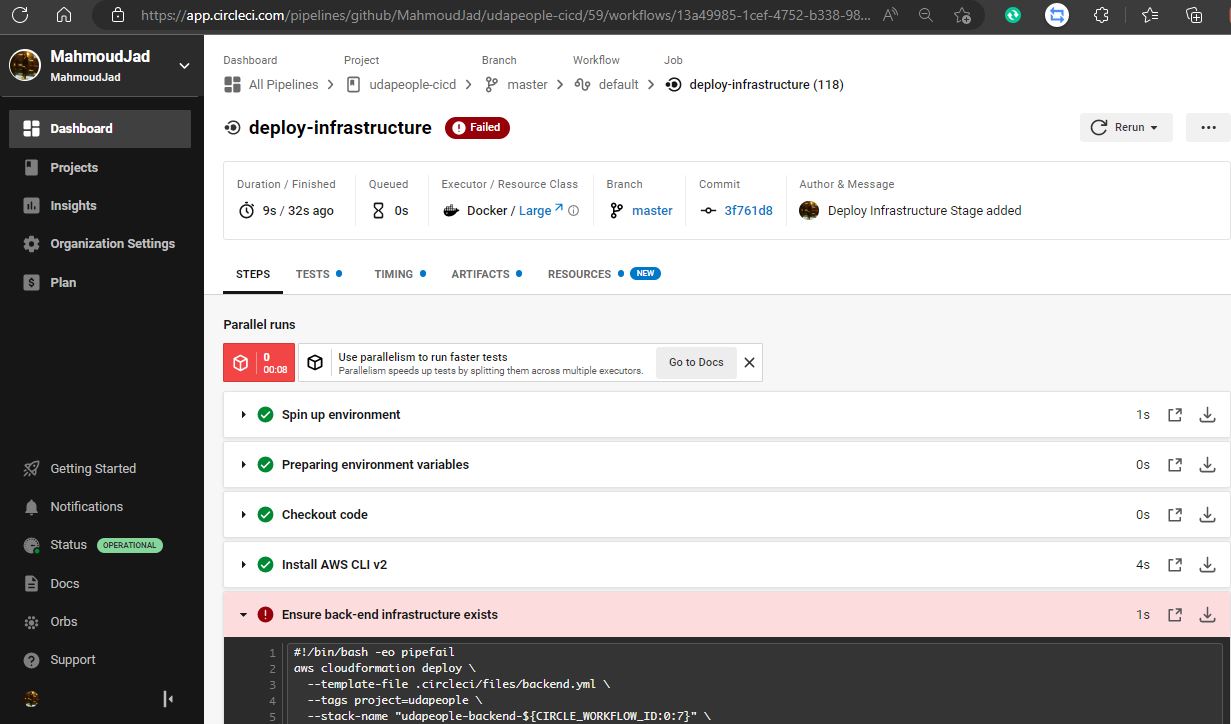 https://app.circleci.com/pipelines/github/MahmoudJad/udapeople-cicd/59/workflows/13a49985-1cef-4752-b338-98...
MahmoudJad
MahmoudJad
Dashboard
Projects
Insights
Organization Settings
Plan
Getting Started
Notifications
Status OPERATIONAL
Docs
Orbs
Support
Dashboard Project Branch Workflow Job
All Pipelines udapeople-cicd master default deploy-infrastructure (118)
deploy-infrastructure Failed
Rerun
Duration / Finished Queued Executor / Resource Class Branch Commit Author & Message
9s / 32s ago 0s Docker / Large master 3f761d8 Deploy Infrastructure Stage added
STEPS TESTS TIMING ARTIFACTS RESOURCES NEW
Parallel runs
0
00:08
Use parallelism to run faster tests
Parallelism speeds up tests by splitting them across multiple executors.
Go to Docs
Spin up environment 1s
Preparing environment variables 0s
Checkout code 0s
Install AWS CLI v2 4s
Ensure back-end infrastructure exists 1s
1 #!/bin/bash -eo pipefail
2 aws cloudformation deploy \
3 --template-file .circleci/files/backend.yml \
4 --tags project=udapeople \
5 --stack-name "udapeople-backend-${CIRCLE_WORKFLOW_ID:0:7}" \